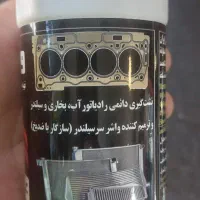 نشت‌گیری دائمی رادیاتور آب، بخاری و سیلندر
و ترمیم کننده واشر سرسیلندر (سازگار با ضدیخ)